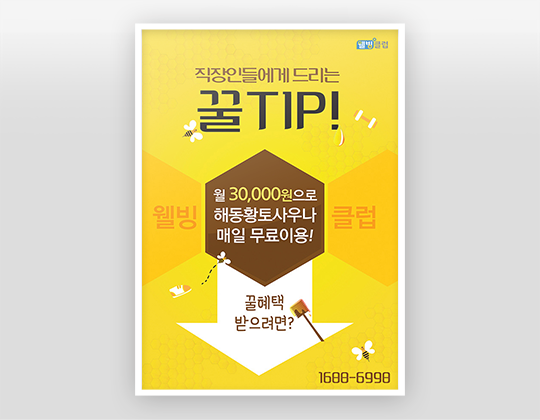 웰빙클럽
직장인들에게 드리는
꿀TIP!
월 30,000원으로
웰빙 해동황토사우나 클럽
매일 무료이용!
꿀혜택
받으려면?
1688-6998